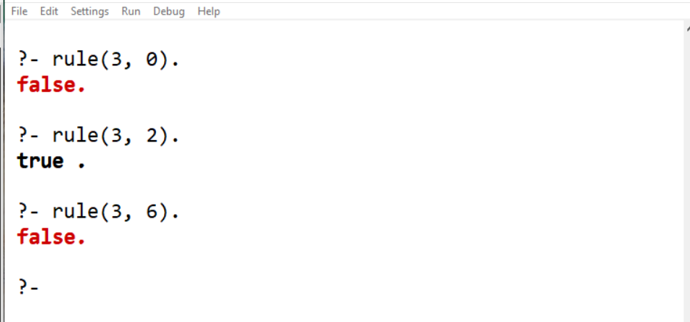 File Edit Settings Run Debug Help
?- rule(3, 0).
false.
?- rule(3, 2).
true .
?- rule(3, 6).
false.
?-